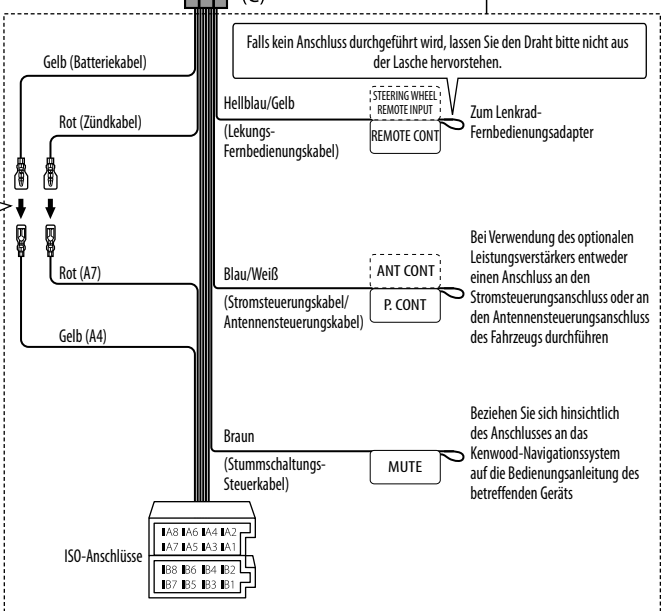 (C)
Falls kein Anschluss durchgeführt wird, lassen Sie den Draht bitte nicht aus
der Lasche hervorstehen.
Gelb (Batteriekabel)
Rot (Zündkabel)
Hellblau/Gelb
(Lekungs-
Fernbedienungskabel)
STEERING WHEEL
REMOTE INPUT
REMOTE CONT
Zum Lenkrad-
Fernbedienungsadapter
Rot (A7)
Gelb (A4)
Blau/Weiß
(Stromsteuerungskabel/
Antennensteuerungskabel)
ANT CONT
P. CONT
Bei Verwendung des optionalen
Leistungsverstärkers entweder
einen Anschluss an den
Stromsteuerungsanschluss oder an
den Antennensteuerungsanschluss
des Fahrzeugs durchführen
Braun
(Stummschaltungs-
Steuerkabel)
MUTE
Beziehen Sie sich hinsichtlich
des Anschlusses an das
Kenwood-Navigationssystem
auf die Bedienungsanleitung des
betreffenden Geräts
ISO-Anschlüsse
A8 A6 A4 A2
A7 A5 A3 A1
B8 B6 B4 B2
B7 B5 B3 B1